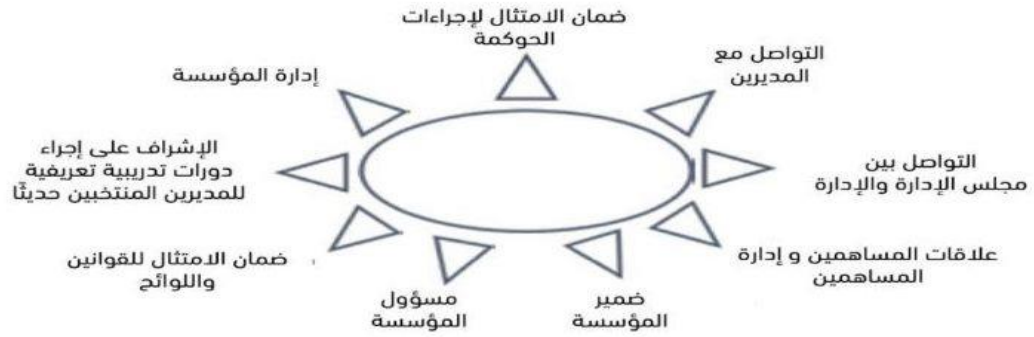 ضمان الامتثال لإجراءات
الحوكمة
التواصل مع
المديرين
التواصل بين
مجلس الإدارة والإدارة
علاقات المساهمين و إدارة
المساهمين
ضمير
المؤسسة
مسؤول
المؤسسة
ضمان الامتثال للقوانين
واللوائح
الإشراف على إجراء
دورات تدريبية تعريفية
للمديرين المنتخبين حديثًا
إدارة المؤسسة